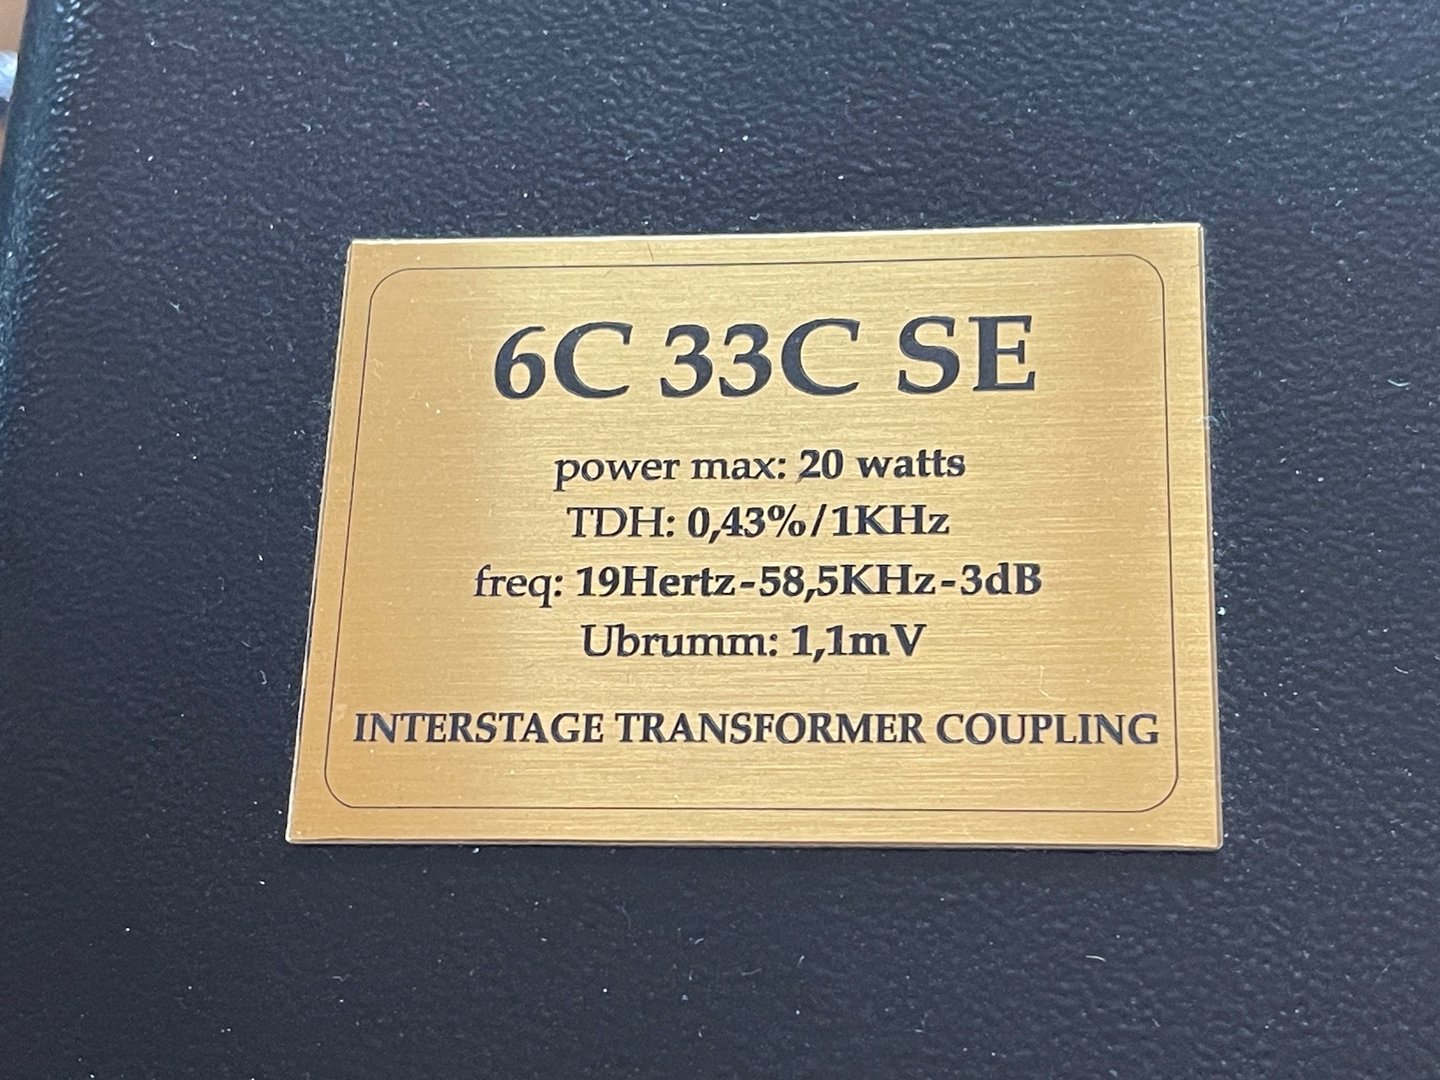 6C 33C SE
power max: 20 watts
TDH: 0,43%/1KHz
freq: 19Hertz-58,5KHz-3dB
Ubrumm: 1,1mV
INTERSTAGE TRANSFORMER COUPLING